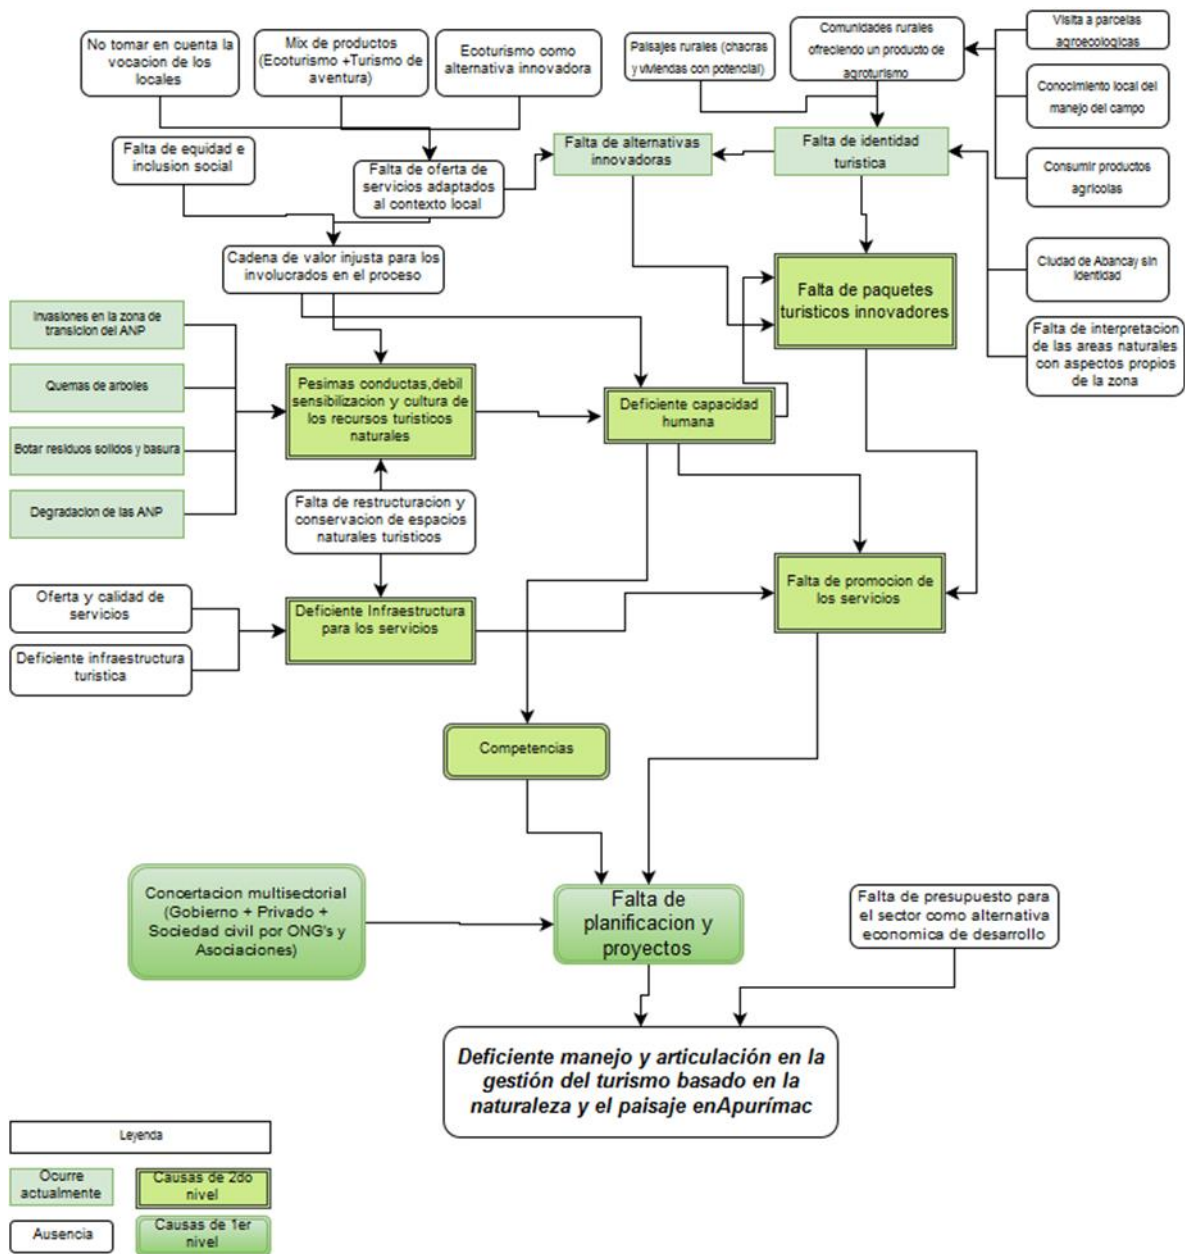 No tomar en cuenta la
vocacion de los
locales
Mix de productos
(Ecoturismo +Turismo de
aventura)
Ecoturismo como
alternativa innovadora
Paisajes rurales (chacras
y viviendas con potencial)
Comunidades rurales
ofreciendo un producto de
agroturismo
Visita a parcelas
agroecologicas
Conocimiento local del
manejo del campo
Consumir productos
agricolas
Falta de equidad e
inclusion social
Falta de oferta de
servicios adaptados
al contexto local
Falta de alternativas
innovadoras
Falta de identidad
turistica
Cadena de valor injusta para los
involucrados en el proceso
Ciudad de Abancay sin
identidad
Falta de interpretacion
de las areas naturales
con aspectos propios
de la zona
Falta de paquetes
turisticos innovadores
Invasiones en la zona de
transicion del ANP
Quemas de arboles
Botar residuos solidos y basura
Degradacion de las ANP
Pesimas conductas,debil
sensibilizacion y cultura de
los recursos turisticos
naturales
Deficiente capacidad
humana
Falta de restructuracion y
conservacion de espacios
naturales turisticos
Oferta y calidad de
servicios
Deficiente infraestructura
turistica
Deficiente Infraestructura
para los servicios
Falta de promocion de
los servicios
Competencias
Concertacion multisectorial
(Gobierno + Privado +
Sociedad civil por ONG's y
Asociaciones)
Falta de
planificacion y
proyectos
Falta de presupuesto para
el sector como alternativa
economica de desarrollo
Deficiente manejo y articulación en la
gestión del turismo basado en la
naturaleza y el paisaje enApurímac
Leyenda
Ocurre
actualmente
Causas de 2do
nivel
Ausencia
Causas de 1er
nivel